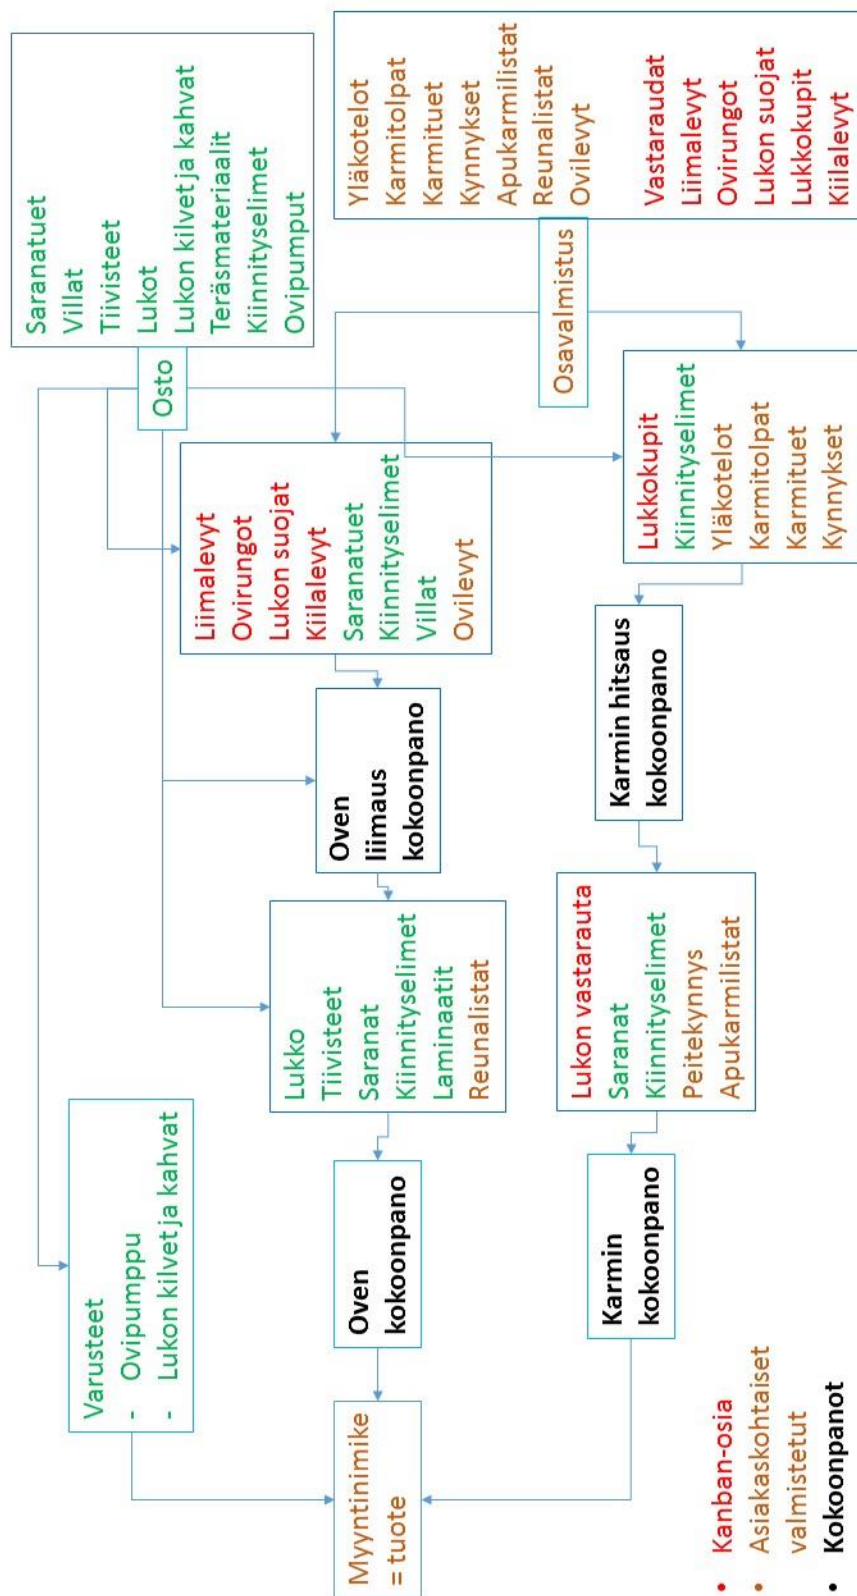 Varusteet
- Ovipumppu
- Lukon kilvet ja kahvat
Osto
Saranatuet
Villat
Tiivisteet
Lukot
Lukon kilvet ja kahvat
Teräsmateriaalit
Kiinnityselimet
Ovipumput
Myyntinimike
= tuote
Oven
kokoonpano
Lukko
Tiivisteet
Saranat
Kiinnityselimet
Laminaatit
Reunalistat
Oven
liimaus
kokoonpano
Liimalevyt
Ovirungot
Lukon suojat
Kiilalevyt
Saranatuet
Kiinnityselimet
Villat
Ovilevyt
Osavalmistus
Yläkotelot
Karmitolpat
Karmituet
Kynnykset
Apukarmilistat
Reunalistat
Ovilevyt
Vastaraudat
Liimalevyt
Ovirungot
Lukon suojat
Lukkokupit
Kiilalevyt
Karmin
kokoonpano
Lukon vastarauta
Saranat
Kiinnityselimet
Peitekynnys
Apukarmilistat
Karmin hitsaus
kokoonpano
Lukkokupit
Kiinnityselimet
Yläkotelot
Karmitolpat
Karmituet
Kynnykset
• Kanban-osia
• Asiakaskohtaiset
valmistetut
• Kokoonpanot